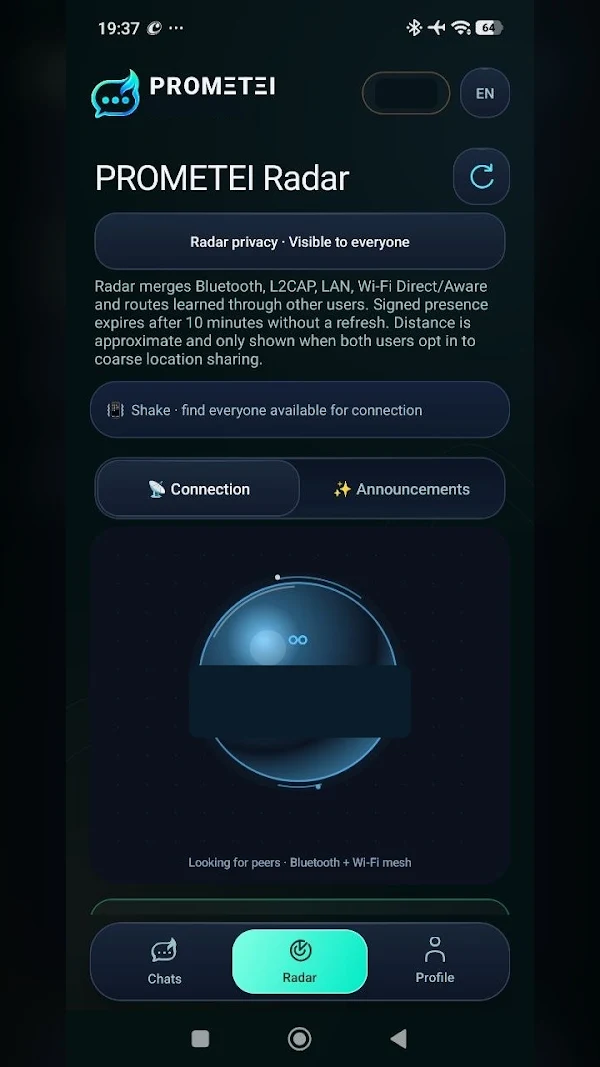 19:37
64
PROMETEI
EN
PROMETEI Radar
Radar privacy · Visible to everyone
Radar merges Bluetooth, L2CAP, LAN, Wi-Fi Direct/Aware
and routes learned through other users. Signed presence
expires after 10 minutes without a refresh. Distance is
approximate and only shown when both users opt in to
coarse location sharing.
Shake · find everyone available for connection
Connection
Announcements
Looking for peers · Bluetooth + Wi-Fi mesh
Chats
Radar
Profile